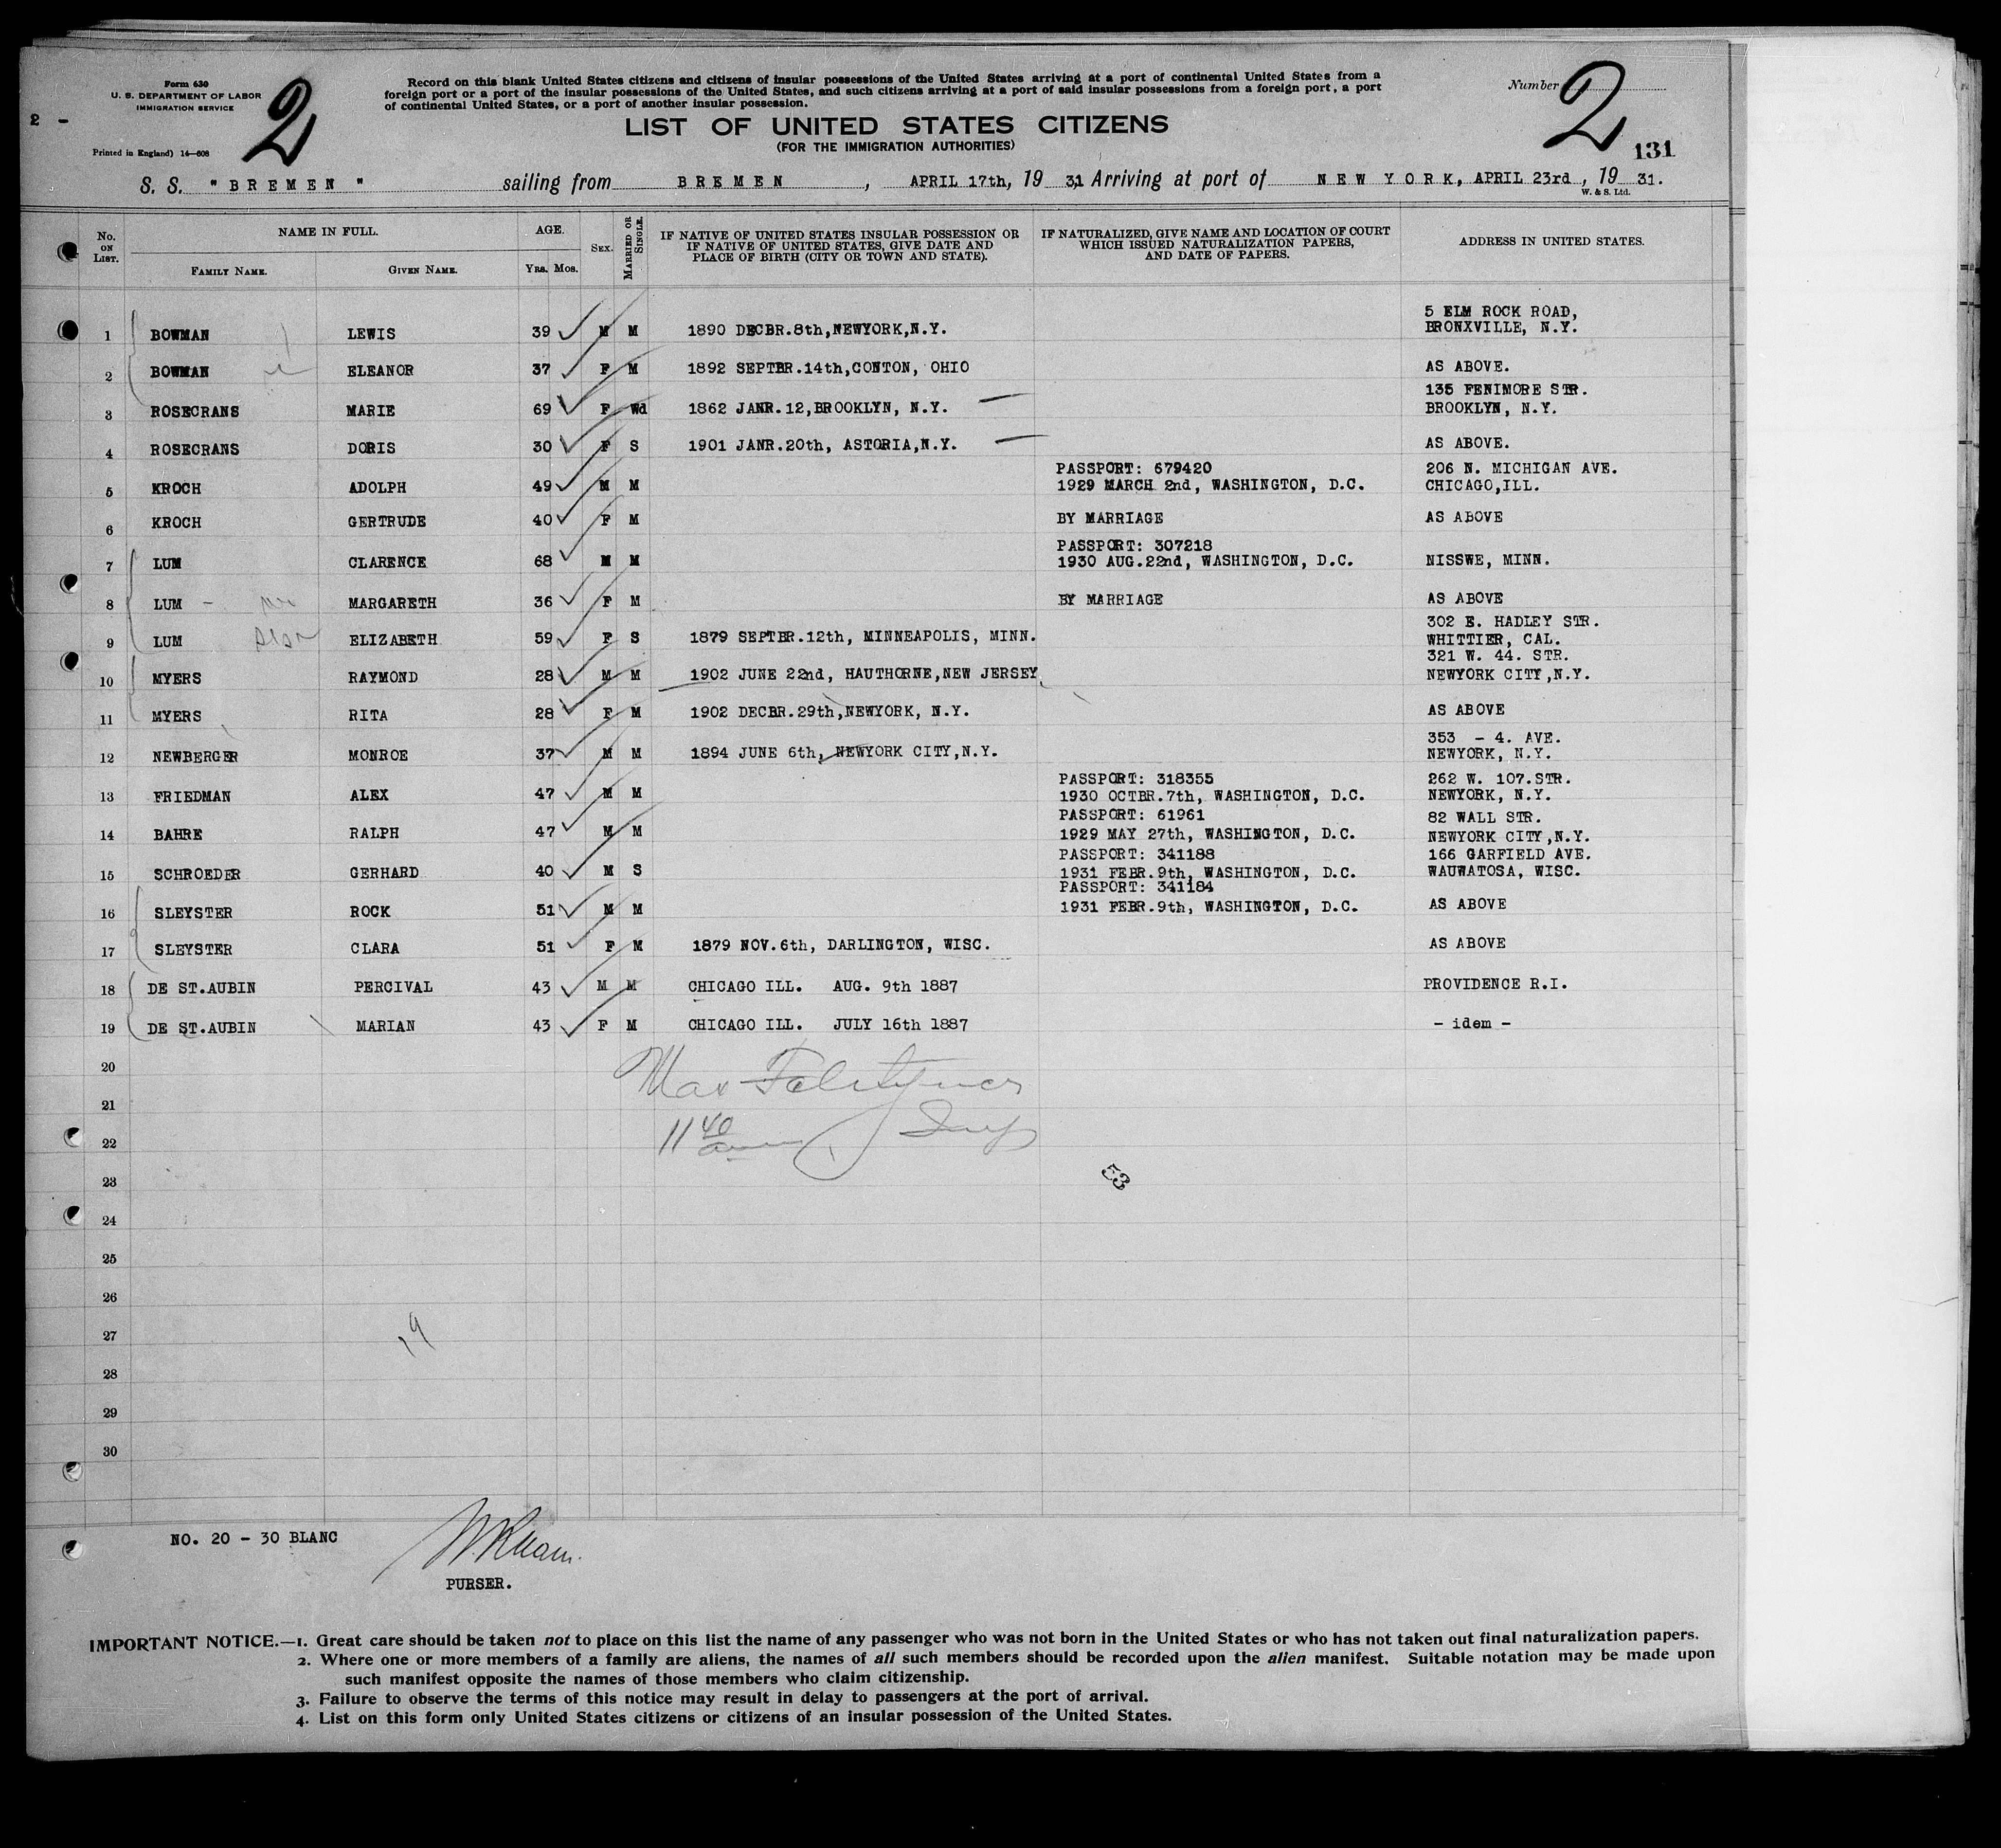 Form 630
U. S. DEPARTMENT OF LABOR
IMMIGRATION SERVICE
2 -
Printed in England) 14—608
2
Record on this blank United States citizens and citizens of insular possessions of the United States arriving at a port of continental United States from a
foreign port or a port of the insular possessions of the United States, and such citizens arriving at a port of said insular possessions from a foreign port, a port
of continental United States, or a port of another insular possession.
LIST OF UNITED STATES CITIZENS
(FOR THE IMMIGRATION AUTHORITIES)
Number 2
131
S. S. "BREMEN" sailing from BREMEN, APRIL 17th, 19 31, Arriving at port of NEW YORK, APRIL 23rd, 19 31.
W. & S. Ltd.
No. ON LIST. NAME IN FULL. FAMILY NAME. GIVEN NAME. AGE. YRS. MOS. SEX. MARRIED OR SINGLE. IF NATIVE OF UNITED STATES INSULAR POSSESSION OR IF NATIVE OF UNITED STATES, GIVE DATE AND PLACE OF BIRTH (CITY OR TOWN AND STATE). IF NATURALIZED, GIVE NAME AND LOCATION OF COURT WHICH ISSUED NATURALIZATION PAPERS, AND DATE OF PAPERS. ADDRESS IN UNITED STATES.
1 BOWMAN LEWIS 39 M M 1890 DECBR.8th,NEWYORK,N.Y. 5 ELM ROCK ROAD, BRONXVILLE, N.Y.
2 BOWMAN ELEANOR 37 F M 1892 SEPTBR.14th,CONTON, OHIO AS ABOVE.
3 ROSECRANS MARIE 69 F Wd 1862 JANR.12,BROOKLYN, N.Y. 135 FENIMORE STR. BROOKLYN, N.Y.
4 ROSECRANS DORIS 30 F S 1901 JANR.20th, ASTORIA,N.Y. AS ABOVE.
5 KROCH ADOLPH 49 M M PASSPORT: 679420 1929 MARCH 2nd, WASHINGTON, D.C. 206 N. MICHIGAN AVE. CHICAGO,ILL.
6 KROCH GERTRUDE 40 F M BY MARRIAGE AS ABOVE
7 LUM CLARENCE 68 M M PASSPORT: 307218 1930 AUG.22nd, WASHINGTON, D.C. NISSWE, MINN.
8 LUM - MARGARETH 36 F M BY MARRIAGE AS ABOVE
9 LUM ELIZABETH 59 F S 1879 SEPTBR.12th, MINNEAPOLIS, MINN. 302 E. HADLEY STR. WHITTIER, CAL.
10 MYERS RAYMOND 28 M M 1902 JUNE 22nd, HAUTHORNE,NEW JERSEY 321 W. 44. STR. NEWYORK CITY,N.Y.
11 MYERS RITA 28 F M 1902 DECBR.29th,NEWYORK, N.Y. AS ABOVE
12 NEWBERGER MONROE 37 M M 1894 JUNE 6th, NEWYORK CITY,N.Y. 353 - 4. AVE. NEWYORK, N.Y.
13 FRIEDMAN ALEX 47 M M PASSPORT: 318355 1930 OCTBR.7th, WASHINGTON, D.C. 262 W. 107.STR. NEWYORK, N.Y.
14 BAHRE RALPH 47 M M PASSPORT: 61961 1929 MAY 27th, WASHINGTON, D.C. 82 WALL STR. NEWYORK CITY,N.Y.
15 SCHROEDER GERHARD 40 M S PASSPORT: 341188 1931 FEBR.9th, WASHINGTON, D.C. 166 GARFIELD AVE. WAUWATOSA, WISC.
16 SLEYSTER ROCK 51 M M PASSPORT: 341184 1931 FEBR.9th, WASHINGTON, D.C. AS ABOVE
17 SLEYSTER CLARA 51 F M 1879 NOV.6th, DARLINGTON, WISC. AS ABOVE
18 DE ST.AUBIN PERCIVAL 43 M M CHICAGO ILL. AUG. 9th 1887 PROVIDENCE R.I.
19 DE ST.AUBIN MARIAN 43 F M CHICAGO ILL. JULY 16th 1887 - idem -
20
21
22
23
24
25
26
27
28
29
30
Max
11 40
53
19
NO. 20 - 30 BLANC
PURSER.
IMPORTANT NOTICE.—1. Great care should be taken not to place on this list the name of any passenger who was not born in the United States or who has not taken out final naturalization papers.
2. Where one or more members of a family are aliens, the names of all such members should be recorded upon the alien manifest. Suitable notation may be made upon
such manifest opposite the names of those members who claim citizenship.
3. Failure to observe the terms of this notice may result in delay to passengers at the port of arrival.
4. List on this form only United States citizens or citizens of an insular possession of the United States.